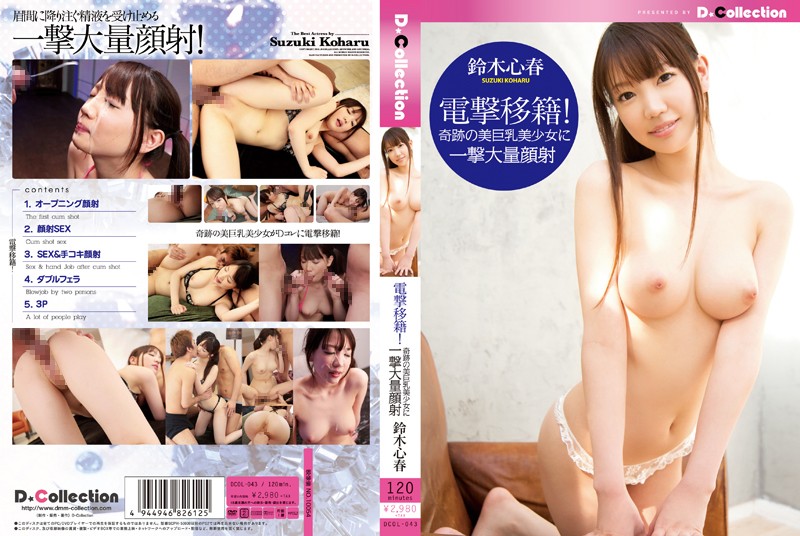 眉間に降り注ぐ精液を受け止める
一撃大量顔射!
The Best Actress by
Suzuki Koharu
contents
1. オープニング顔射
The first cum shot
2. 顔射SEX
Cum shot sex
3. SEX&手コキ顔射
Sex & hand Job after cum shot
4. ダブルフェラ
Blowjob by two persons
5. 3P
A lot of people play
電撃移籍!
奇跡の美巨乳美少女がDコレに電撃移籍!
D★Collection
http://www.dmm-collection.com/
4 944946 826125
DCOL-043 / 120min.
¥2,980 +TAX
D★Collection
電撃移籍!
奇跡の美巨乳美少女に
一撃大量顔射
鈴木心春
120
minutes
¥2,980
+TAX
DCOL-043
PRESENTED BY D★Collection
鈴木心春
SUZUKI KOHARU
電撃移籍!
奇跡の美巨乳美少女に
一撃大量顔射